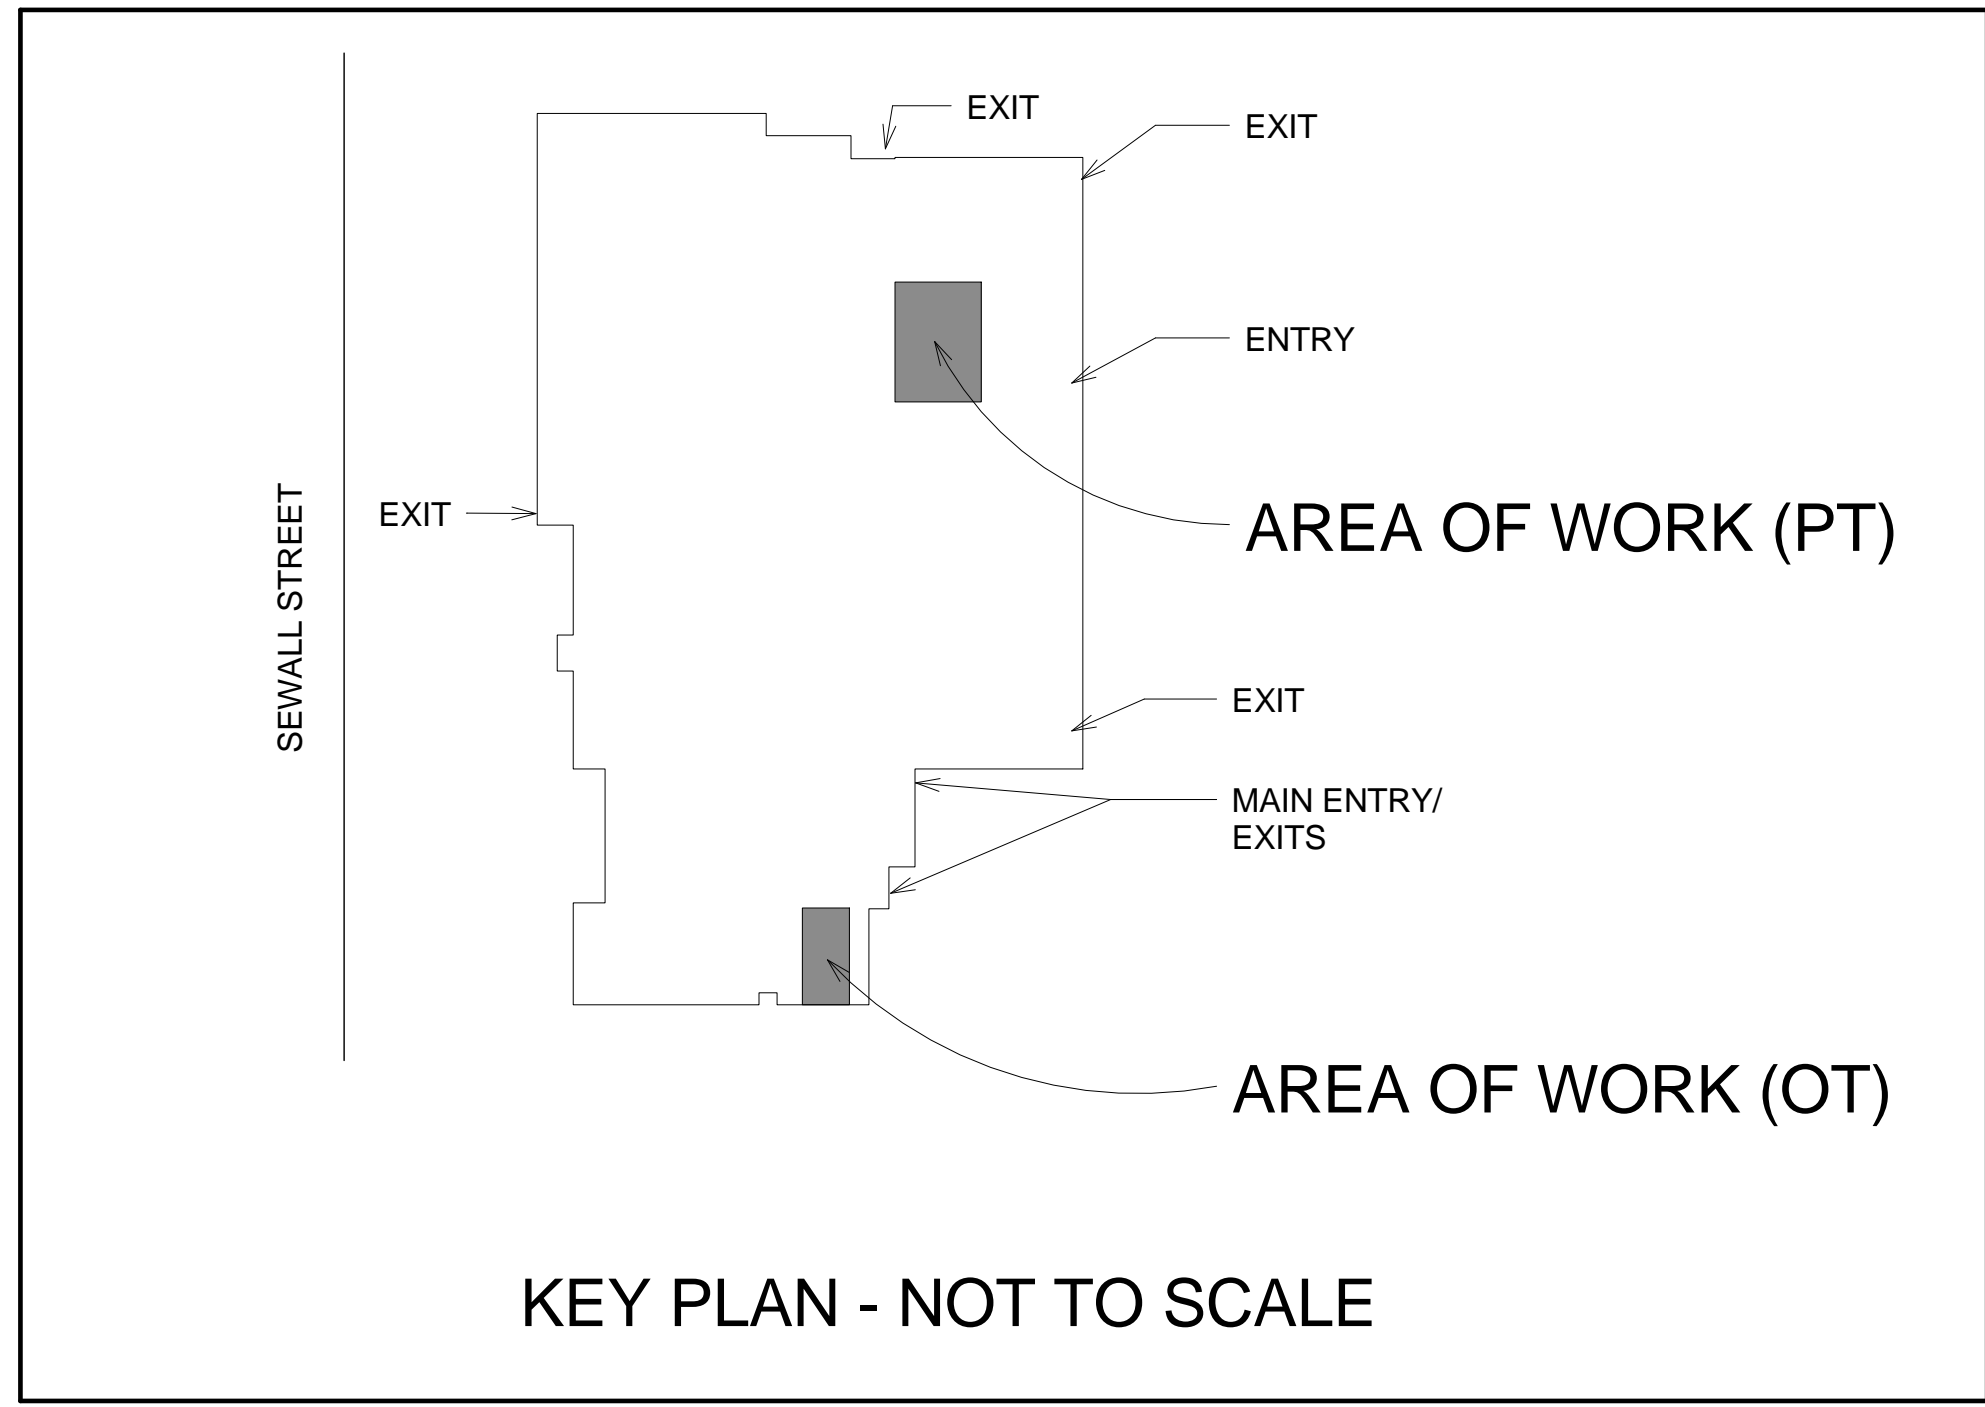 EXIT
EXIT
ENTRY
SEWALL STREET
EXIT
AREA OF WORK (PT)
EXIT
MAIN ENTRY/
EXITS
AREA OF WORK (OT)
KEY PLAN - NOT TO SCALE